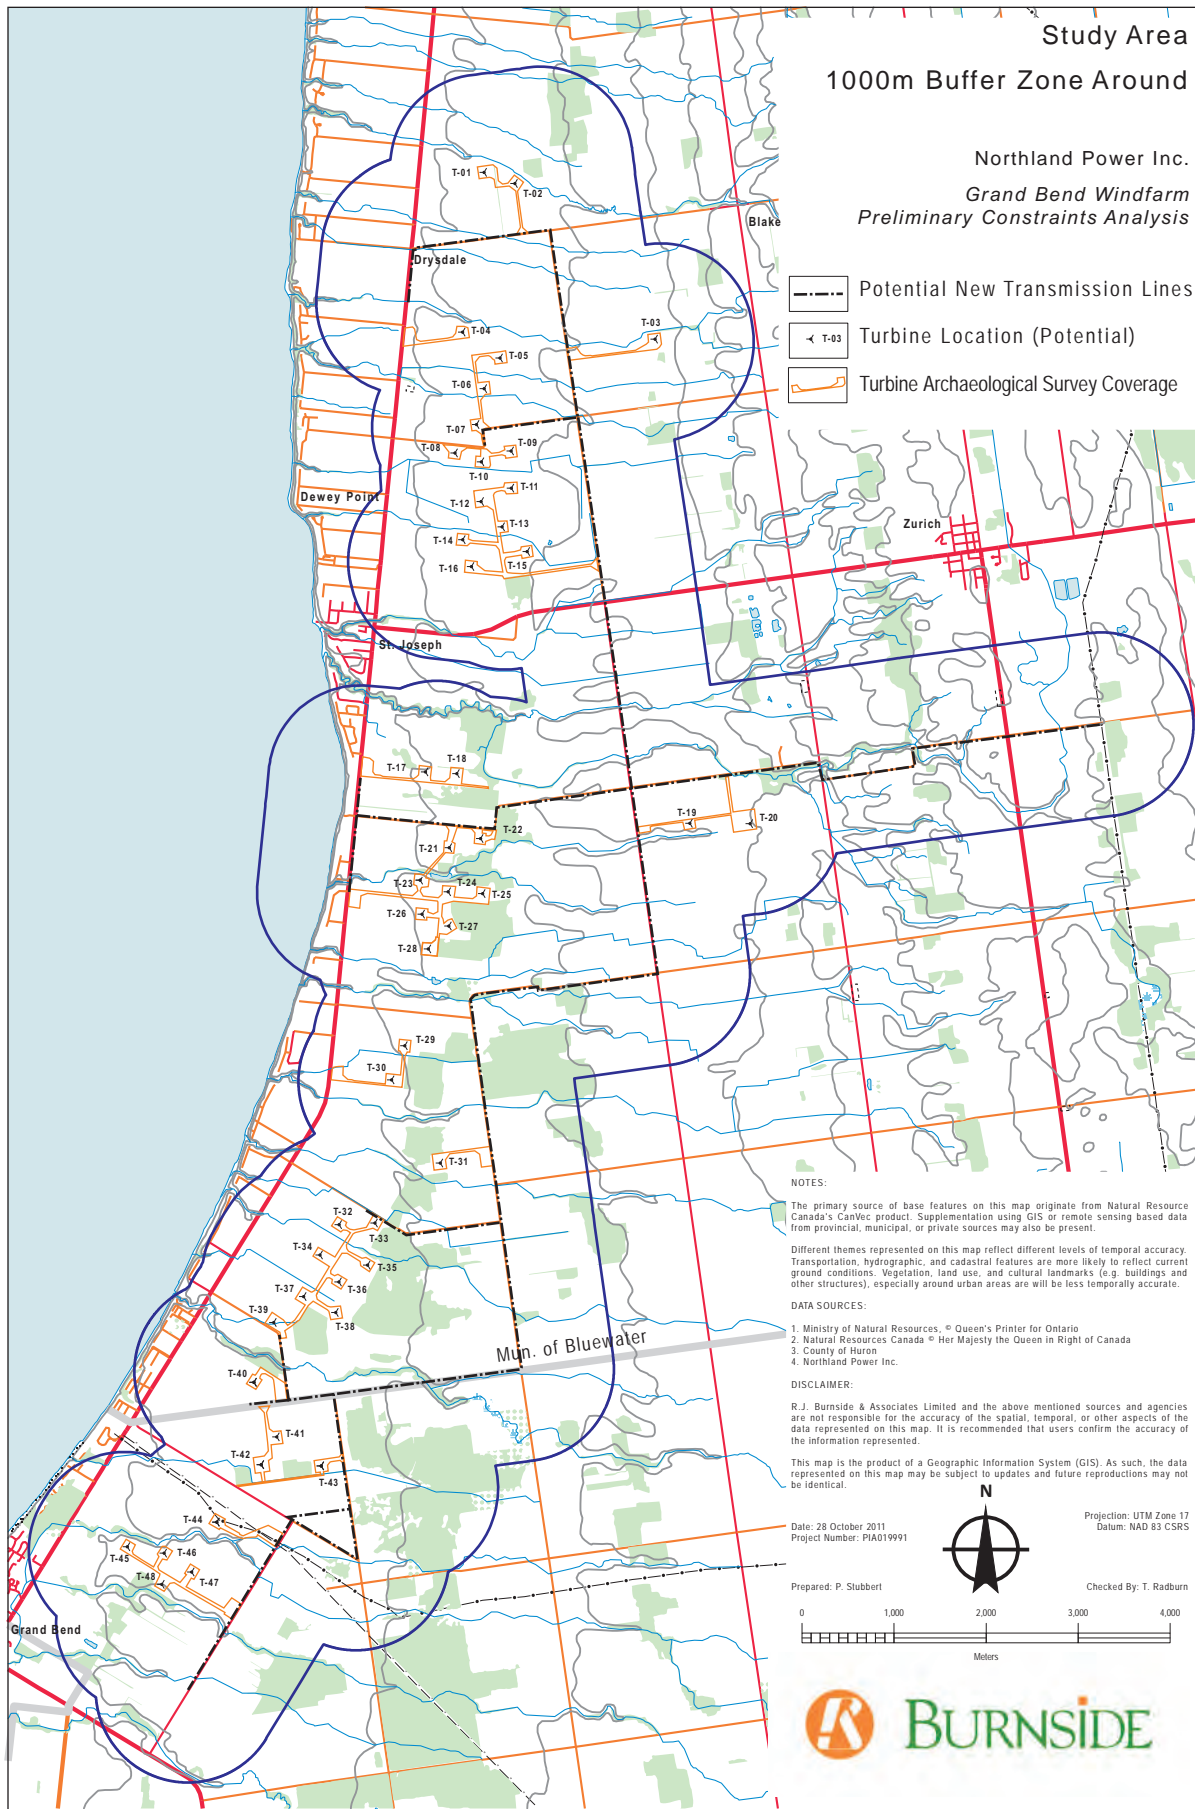 Study Area
1000m Buffer Zone Around
Northland Power Inc.
Grand Bend Windfarm
Preliminary Constraints Analysis
Potential New Transmission Lines
T-03
Turbine Location (Potential)
Turbine Archaeological Survey Coverage
T-01
T-02
Blake
Drysdale
T-04
T-03
T-05
T-06
T-07
T-08
T-09
T-10
T-11
T-12
Dewey Point
T-13
T-14
T-15
T-16
Zurich
St. Joseph
T-17
T-18
T-19
T-20
T-21
T-22
T-23
T-24
T-25
T-26
T-27
T-28
T-29
T-30
T-31
T-32
T-33
T-34
T-35
T-36
T-37
T-38
T-39
Mun. of Bluewater
T-40
T-41
T-42
T-43
T-44
T-45
T-46
T-47
T-48
Grand Bend
NOTES:
The primary source of base features on this map originate from Natural Resource
Canada's CanVec product. Supplementation using GIS or remote sensing based data
from provincial, municipal, or private sources may also be present.
Different themes represented on this map reflect different levels of temporal accuracy.
Transportation, hydrographic, and cadastral features are more likely to reflect current
ground conditions. Vegetation, land use, and cultural landmarks (e.g. buildings and
other structures), especially around urban areas are will be less temporally accurate.
DATA SOURCES:
1. Ministry of Natural Resources, © Queen's Printer for Ontario
2. Natural Resources Canada © Her Majesty the Queen in Right of Canada
3. County of Huron
4. Northland Power Inc.
DISCLAIMER:
R.J. Burnside & Associates Limited and the above mentioned sources and agencies
are not responsible for the accuracy of the spatial, temporal, or other aspects of the
data represented on this map. It is recommended that users confirm the accuracy of
the information represented.
This map is the product of a Geographic Information System (GIS). As such, the data
represented on this map may be subject to updates and future reproductions may not
be identical.
N
Date: 28 October 2011
Project Number: PIA019991
Projection: UTM Zone 17
Datum: NAD 83 CSRS
Prepared: P. Slubbert
Checked By: T. Radburn
0 1,000 2,000 3,000 4,000
Meters
BURNSIDE